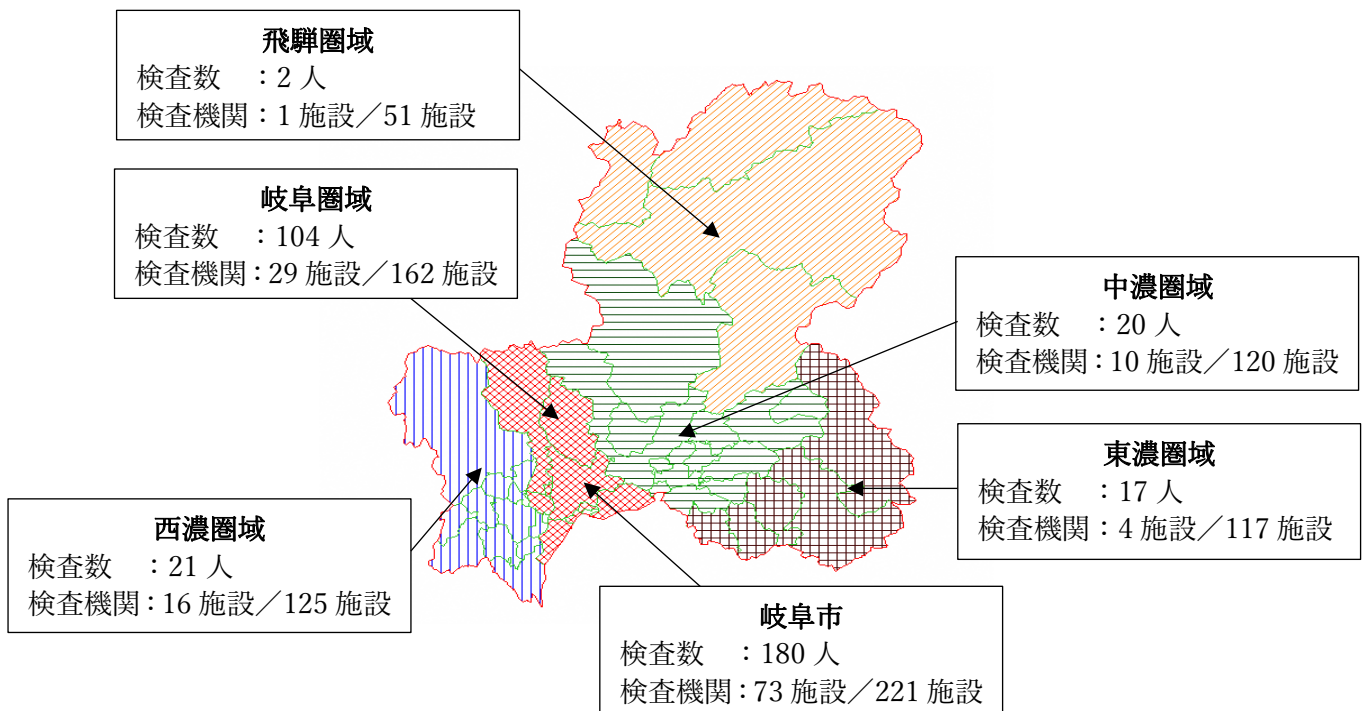 飛騨圏域
検査数　：2 人
検査機関：1 施設／51 施設
岐阜圏域
検査数　：104 人
検査機関：29 施設／162 施設
中濃圏域
検査数　：20 人
検査機関：10 施設／120 施設
東濃圏域
検査数　：17 人
検査機関：4 施設／117 施設
西濃圏域
検査数　：21 人
検査機関：16 施設／125 施設
岐阜市
検査数　：180 人
検査機関：73 施設／221 施設